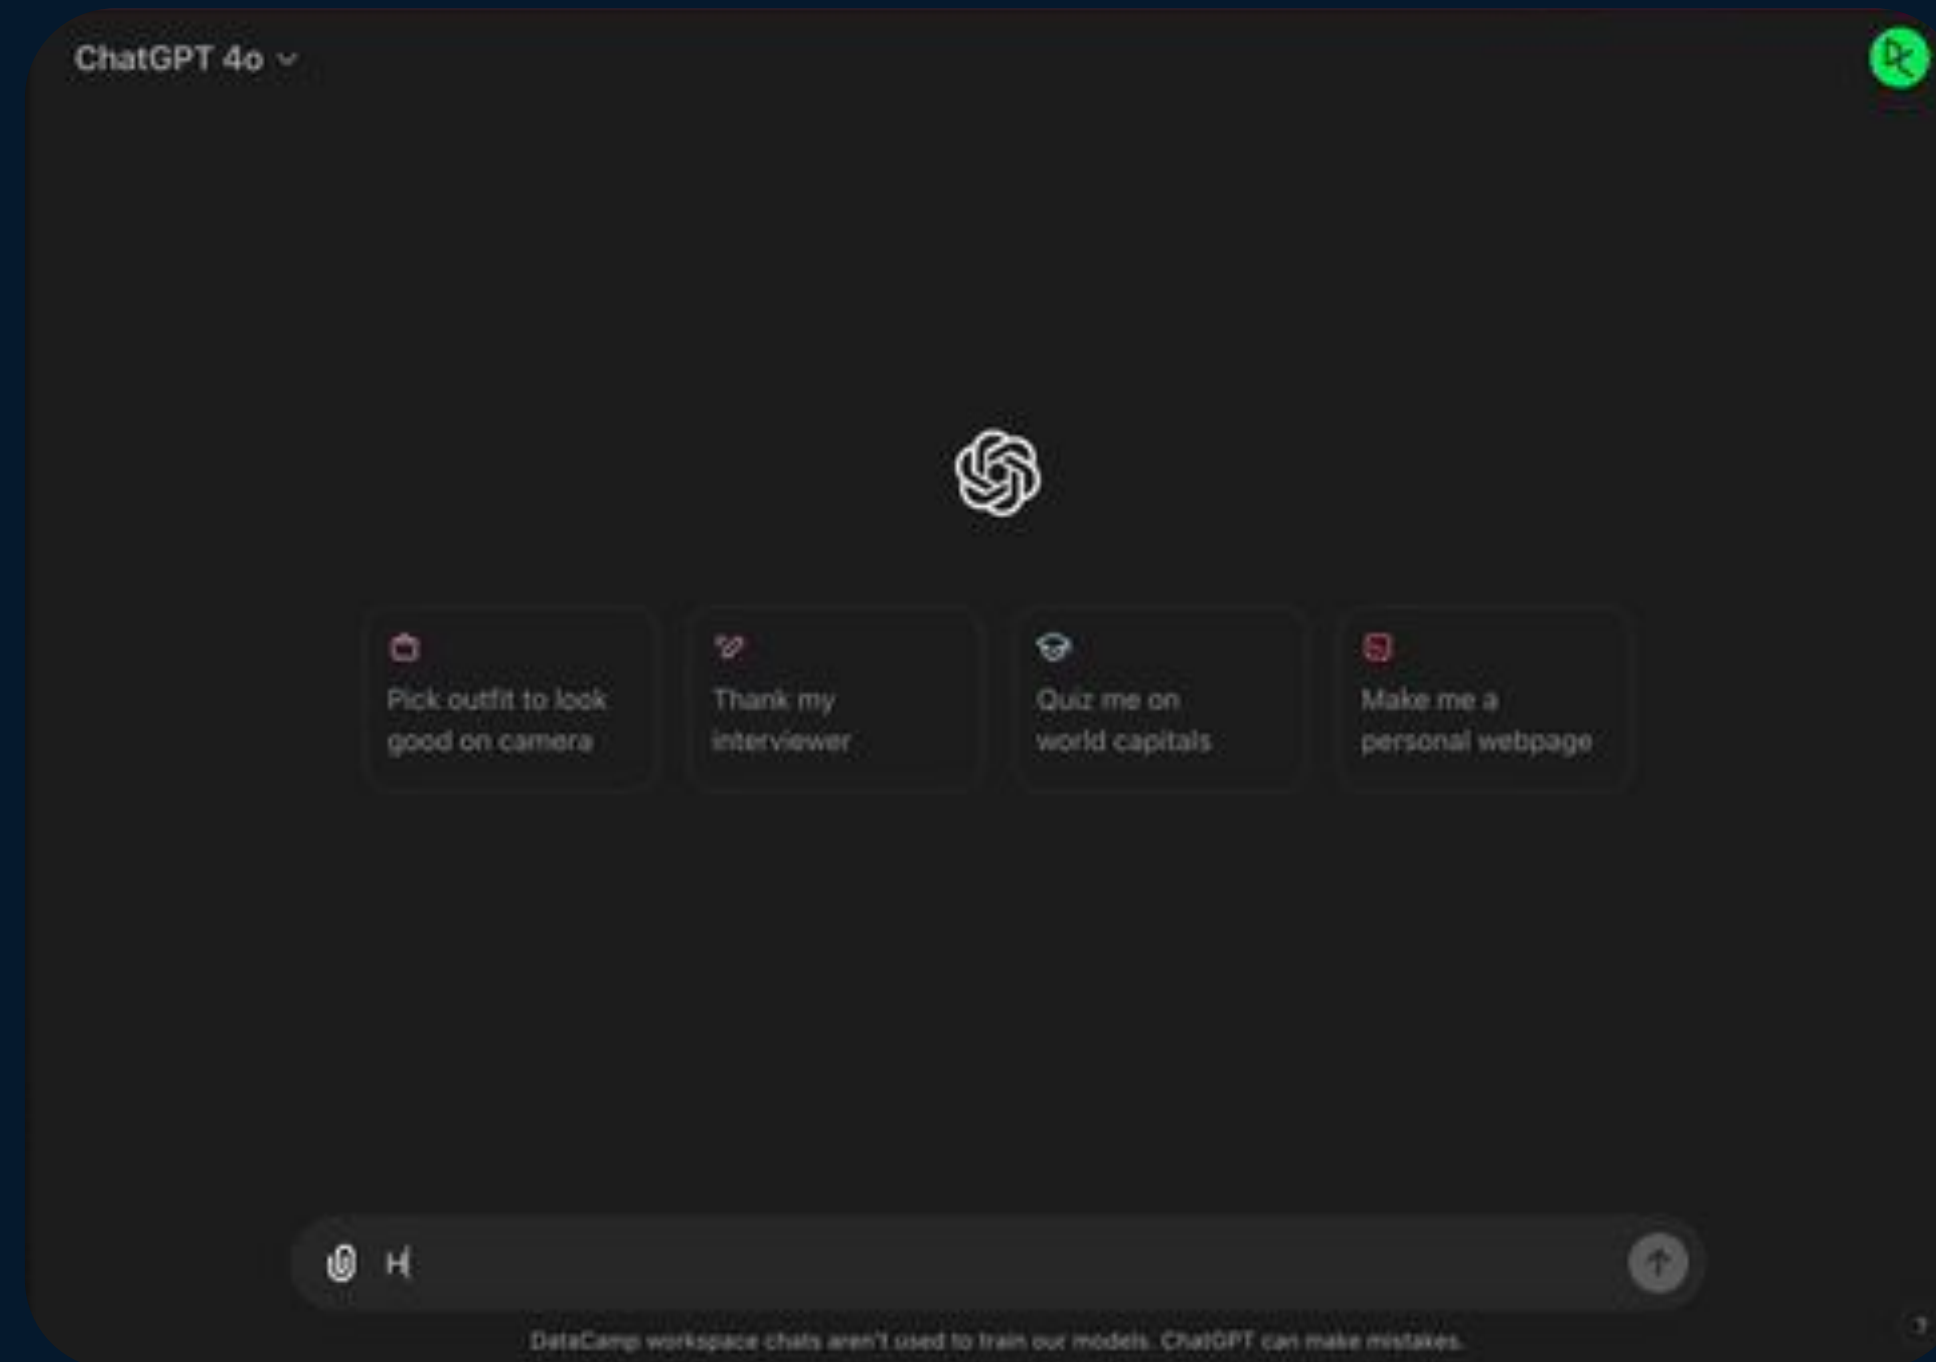 ChatGPT 4o
Pick outfit to look
good on camera
Thank my
interviewer
Quiz me on
world capitals
Make me a
personal webpage
H
DataCamp workspace chats aren't used to train our models. ChatGPT can make mistakes.
?